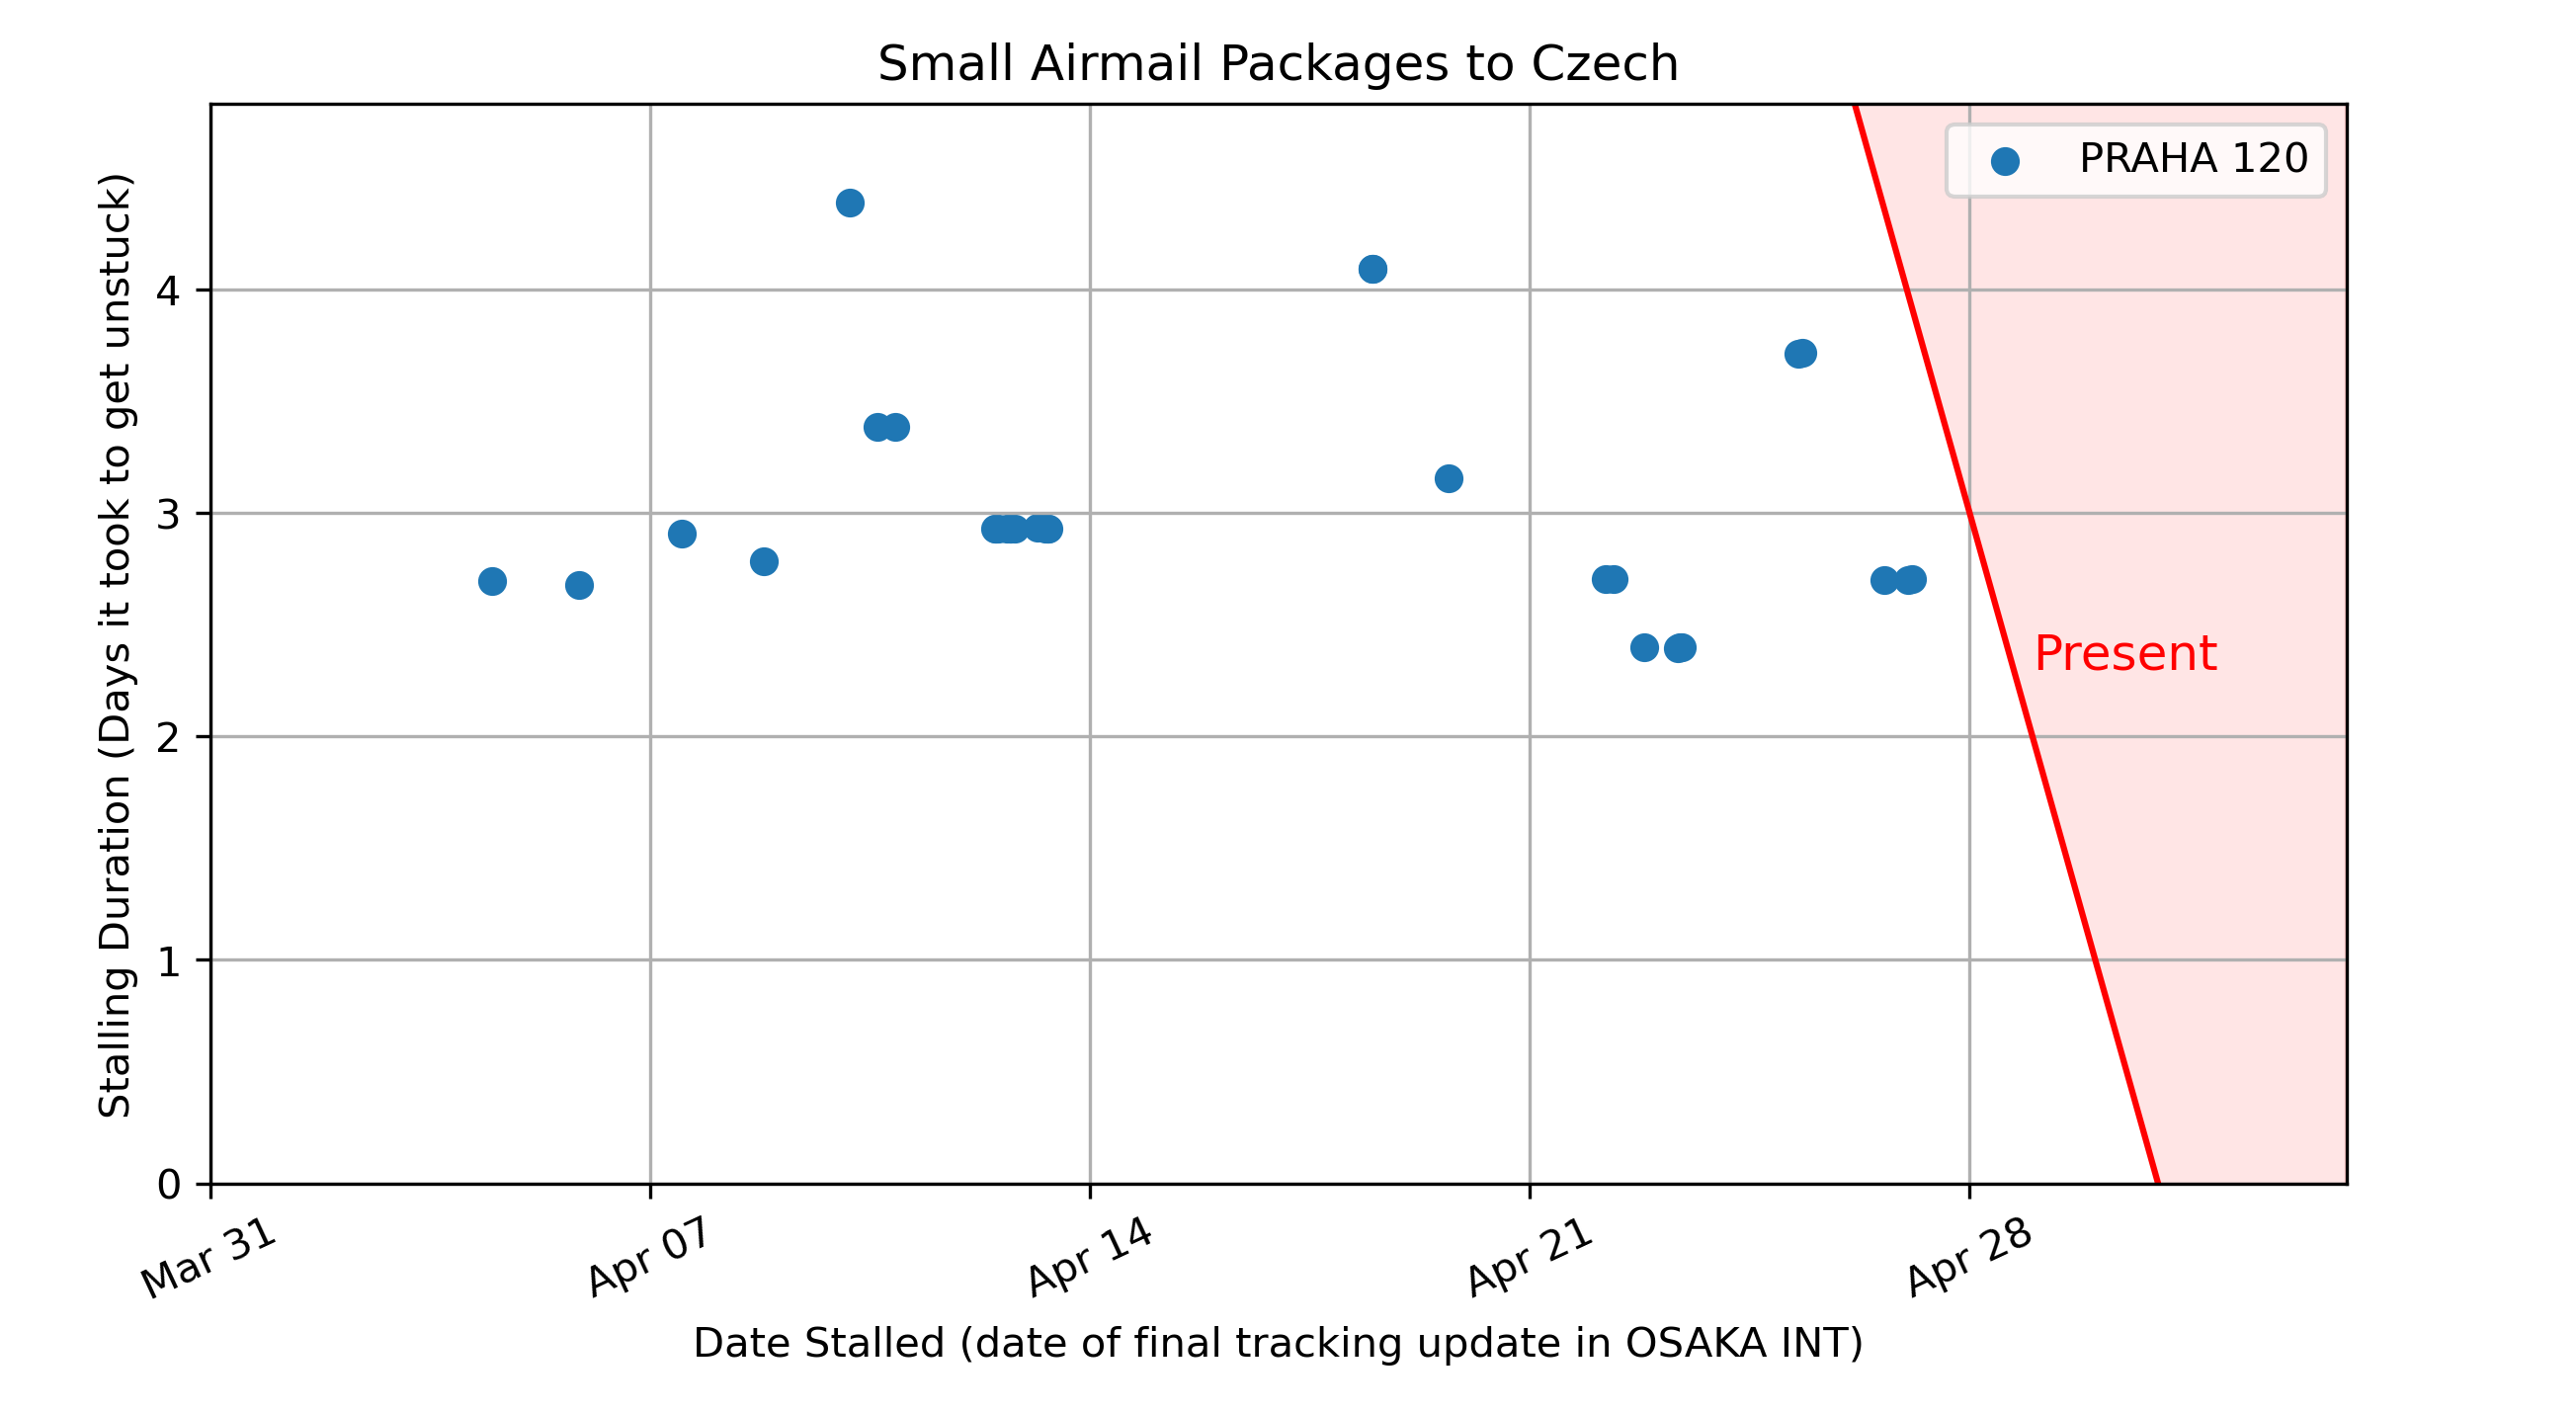 Small Airmail Packages to Czech
PRAHA 120
Stalling Duration (Days it took to get unstuck)
4
3
2
1
0
Present
Mar 31
Apr 07
Apr 14
Apr 21
Apr 28
Date Stalled (date of final tracking update in OSAKA INT)